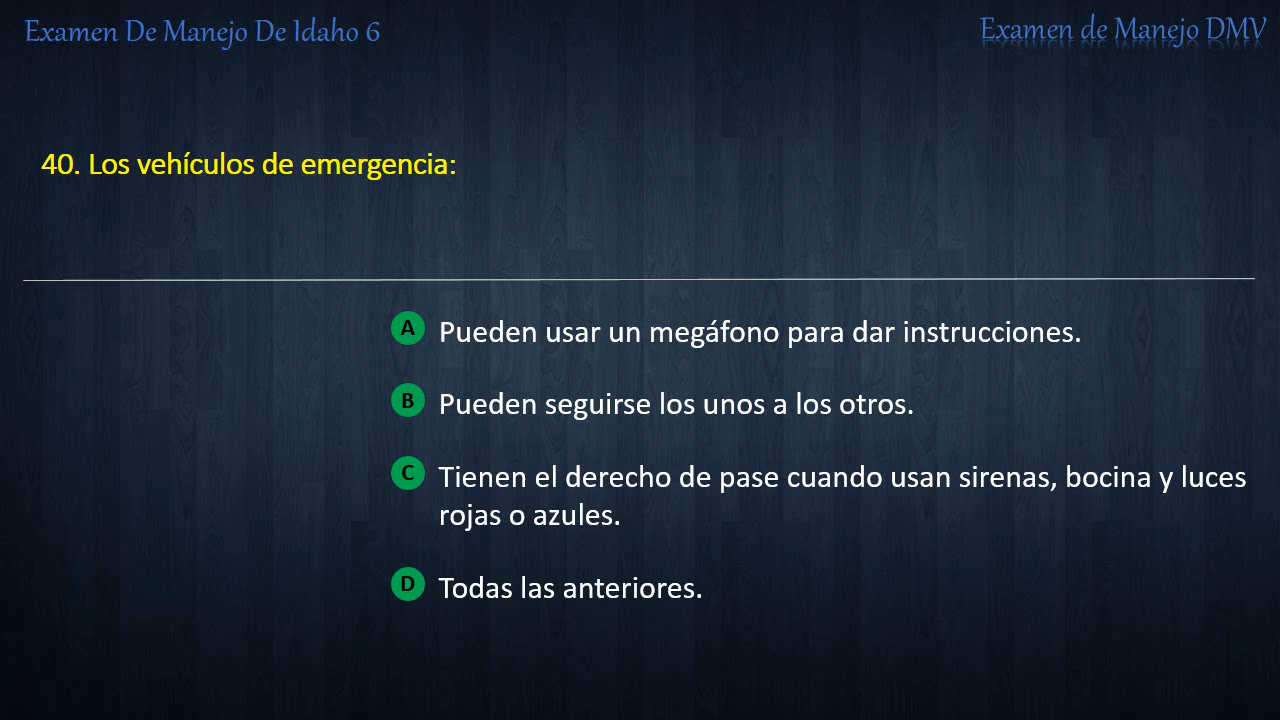 Examen De Manejo De Idaho 6
Examen de Manejo DMV
40. Los vehículos de emergencia:
A Pueden usar un megáfono para dar instrucciones.
B Pueden seguirse los unos a los otros.
C Tienen el derecho de pase cuando usan sirenas, bocina y luces
rojas o azules.
D Todas las anteriores.